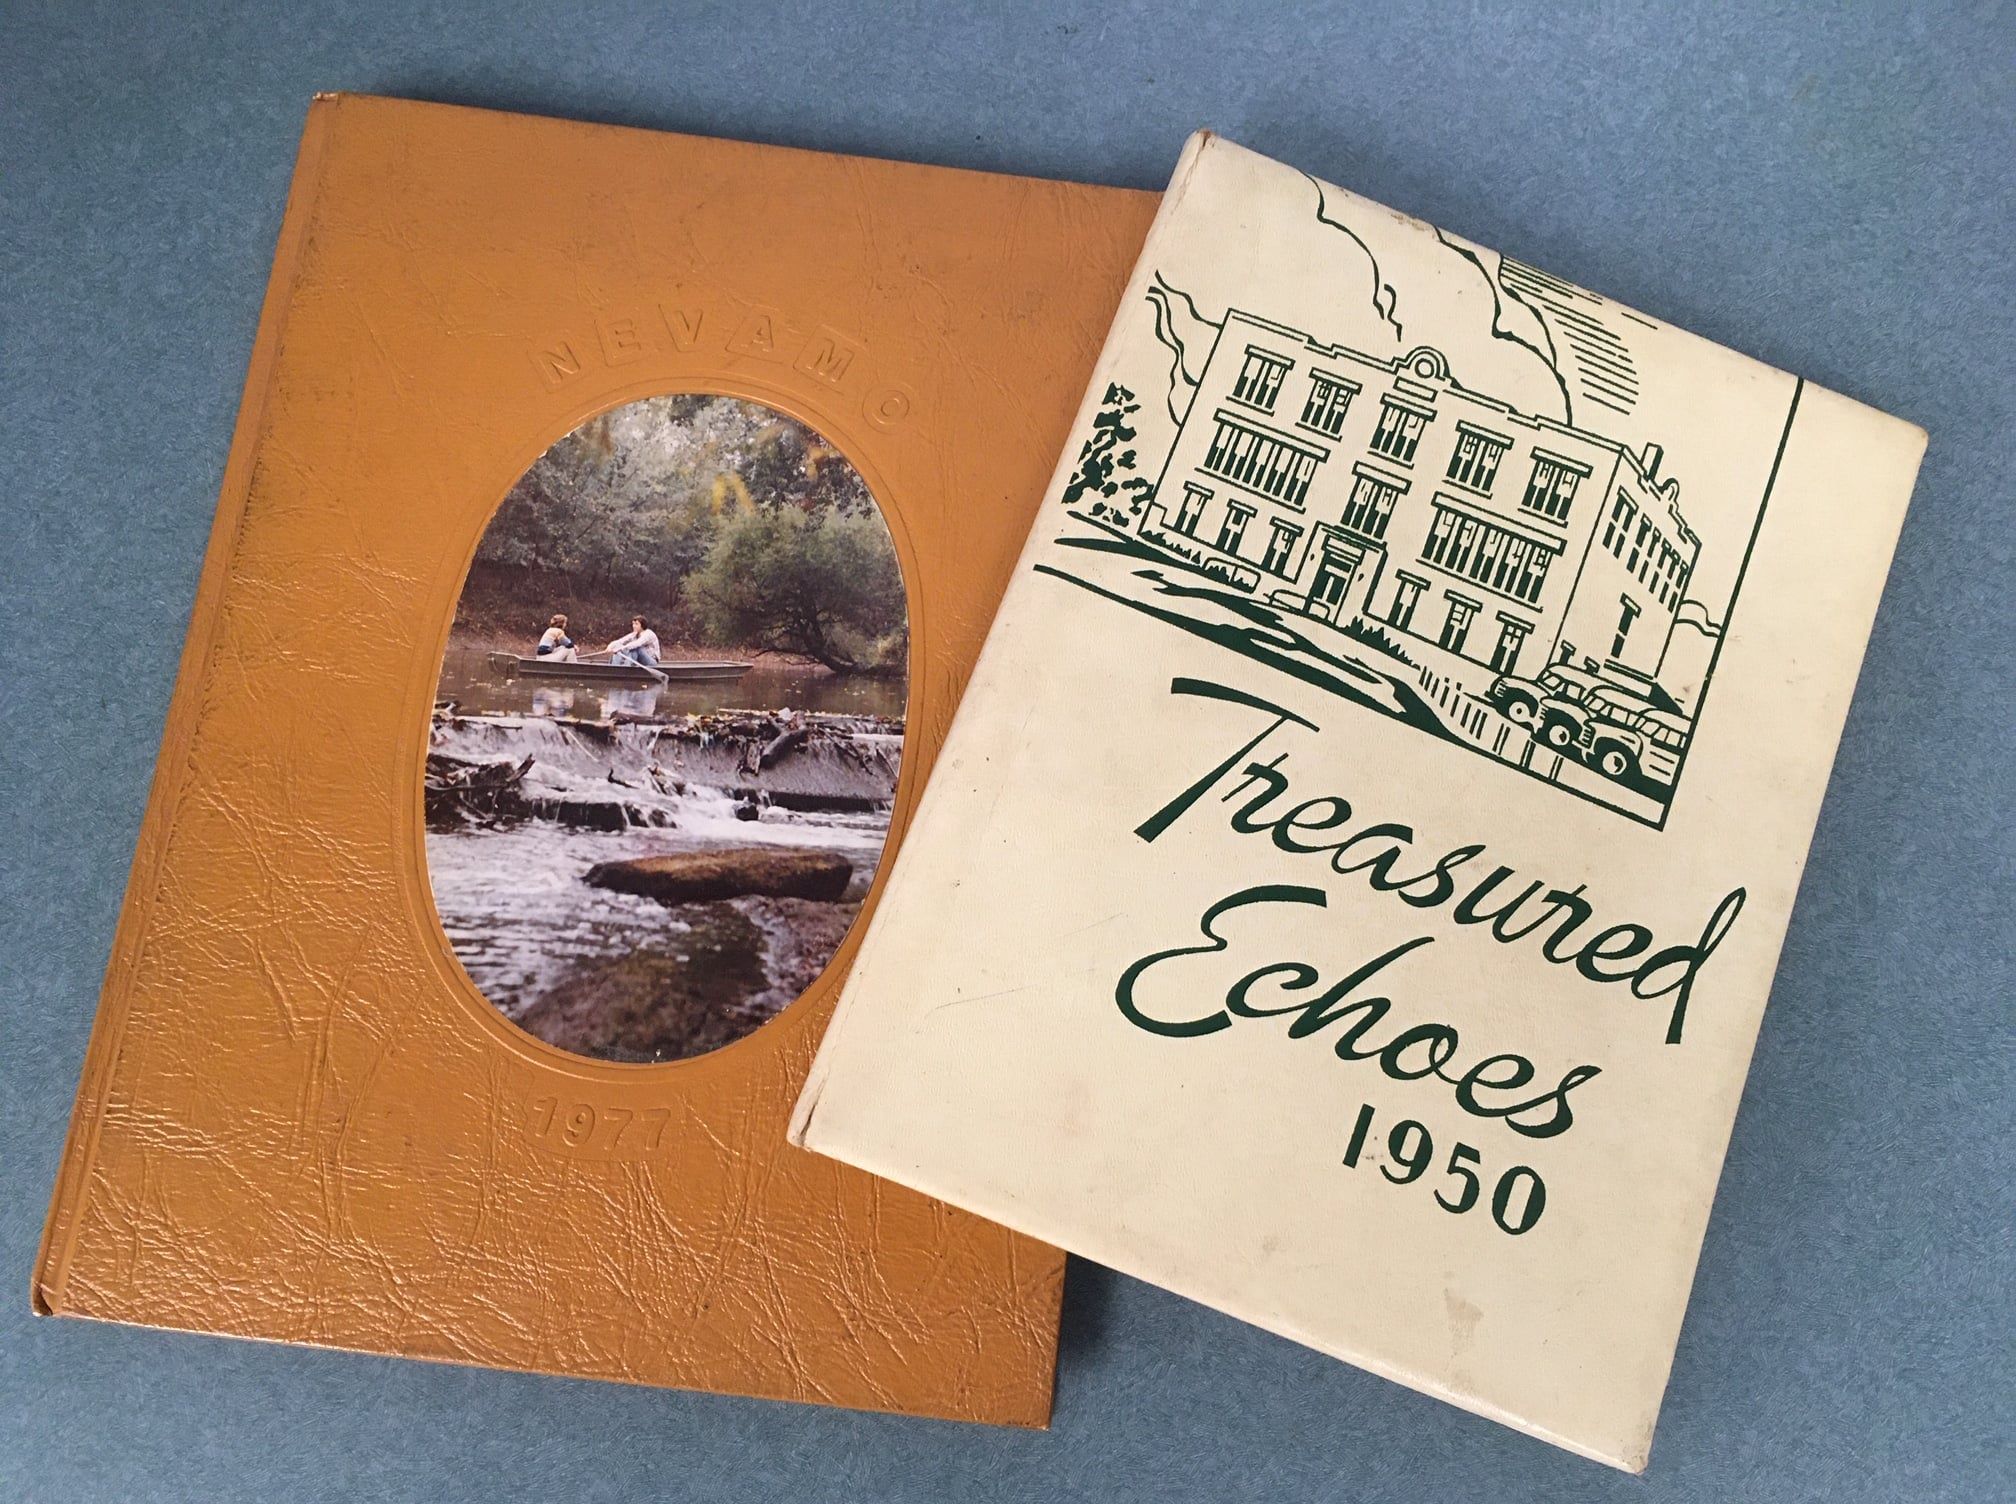 NEVAMO
1977
Treasured
Echoes
1950